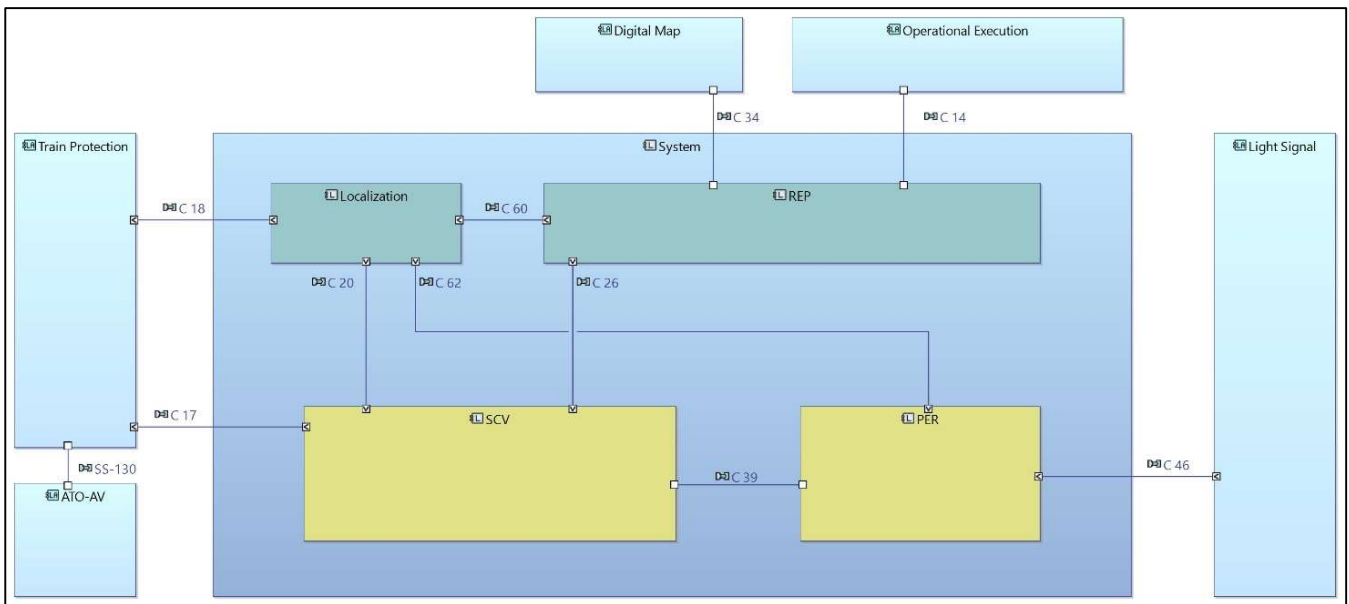 Digital Map
Operational Execution
C 34
C 14
Train Protection
System
Light Signal
Localization
REP
C 18
C 60
C 20
C 62
C 26
C 17
SCV
PER
SS-130
C 39
C 46
ATO-AV